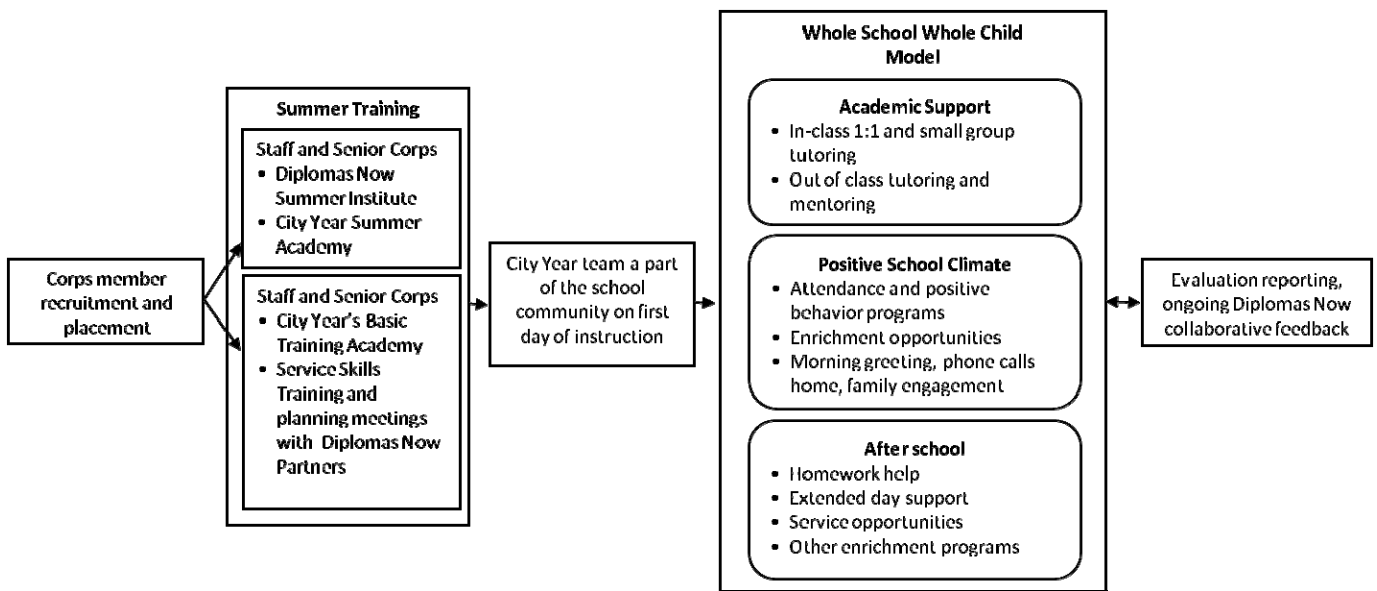 Corps member
recruitment and
placement
Summer Training
Staff and Senior Corps
• Diplomas Now
Summer Institute
• City Year Summer
Academy
Staff and Senior Corps
• City Year's Basic
Training Academy
• Service Skills
Training and
planning meetings
with Diplomas Now
Partners
City Year team a part
of the school
community on first
day of instruction
Whole School Whole Child
Model
Academic Support
• In-class 1:1 and small group
tutoring
• Out of class tutoring and
mentoring
Positive School Climate
• Attendance and positive
behavior programs
• Enrichment opportunities
• Morning greeting, phone calls
home, family engagement
After school
• Homework help
• Extended day support
• Service opportunities
• Other enrichment programs
Evaluation reporting,
ongoing Diplomas Now
collaborative feedback